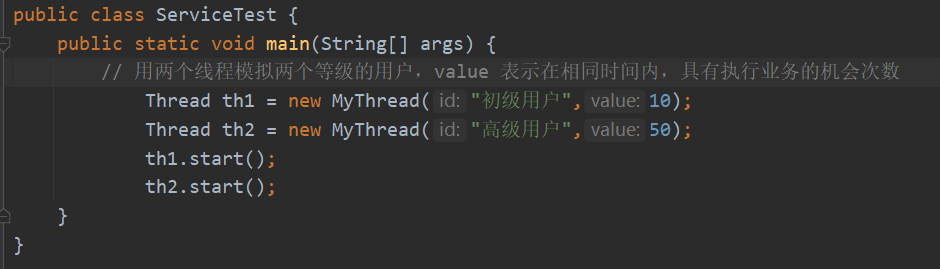 public class ServiceTest {
public static void main(String[] args) {
// 用两个线程模拟两个等级的用户，value 表示在相同时间内，具有执行业务的机会次数
Thread th1 = new MyThread( id: "初级用户", value: 10);
Thread th2 = new MyThread( id: "高级用户", value: 50);
th1.start();
th2.start();
}
}